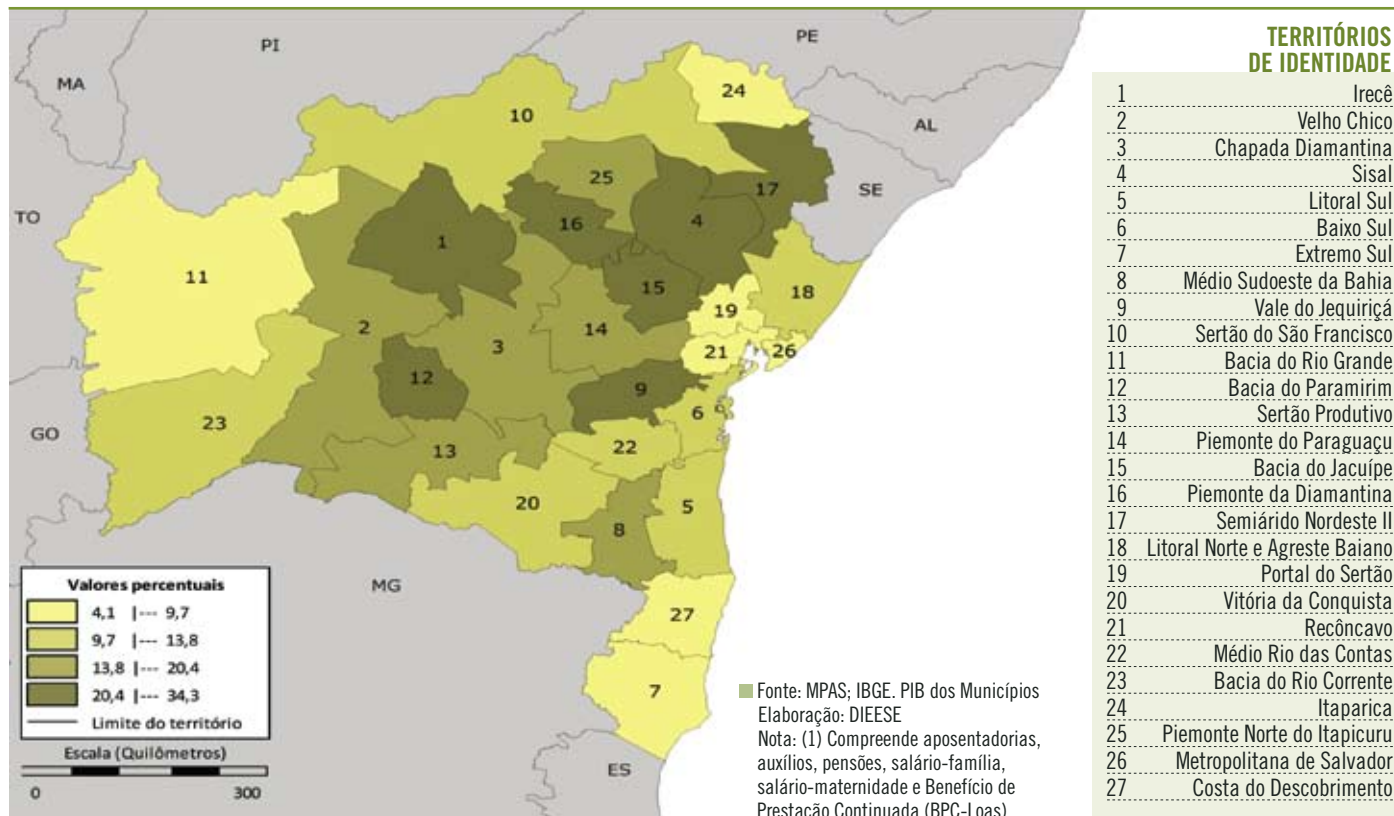 PI
PE
MA
24
10
AL
25
17
SE
TO
16
4
1
11
15
18
19
2
14
3
21
26
12
9
6
23
GO
22
13
20
5
8
MG
27
7
ES
Valores percentuais
4,1 |--- 9,7
9,7 |--- 13,8
13,8 |--- 20,4
20,4 |--- 34,3
Limite do território
Escala (Quilômetros)
0 300
Fonte: MPAS; IBGE. PIB dos Municípios
Elaboração: DIEESE
Nota: (1) Compreende aposentadorias,
auxílios, pensões, salário-família,
salário-maternidade e Benefício de
Prestação Continuada (BPC-Loas)
TERRITÓRIOS
DE IDENTIDADE
1 Irecê
2 Velho Chico
3 Chapada Diamantina
4 Sisal
5 Litoral Sul
6 Baixo Sul
7 Extremo Sul
8 Médio Sudoeste da Bahia
9 Vale do Jequiriçá
10 Sertão do São Francisco
11 Bacia do Rio Grande
12 Bacia do Paramirim
13 Sertão Produtivo
14 Piemonte do Paraguaçu
15 Bacia do Jacuípe
16 Piemonte da Diamantina
17 Semiárido Nordeste II
18 Litoral Norte e Agreste Baiano
19 Portal do Sertão
20 Vitória da Conquista
21 Recôncavo
22 Médio Rio das Contas
23 Bacia do Rio Corrente
24 Itaparica
25 Piemonte Norte do Itapicuru
26 Metropolitana de Salvador
27 Costa do Descobrimento